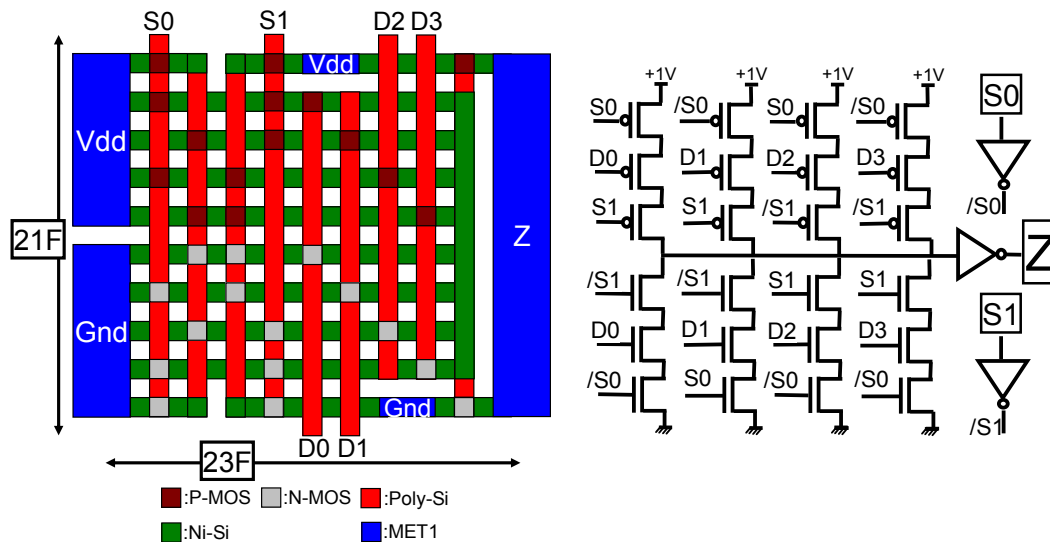 S0 S1 D2 D3
Vdd
Vdd
21F
Z
Gnd
Gnd
D0 D1
23F
:P-MOS :N-MOS :Poly-Si
:Ni-Si :MET1
+1V +1V +1V +1V
S0 /S0 S0 /S0
D0 D1 D2 D3
S1 S1 /S1 /S1
/S1 /S1 S1 S1
D0 D1 D2 D3
/S0 S0 /S0 /S0
S0
/S0
Z
S1
/S1